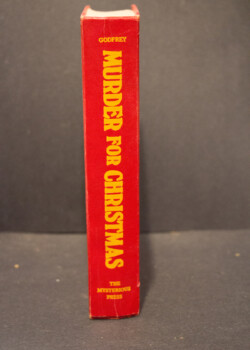 GODFREY
MURDER FOR CHRISTMAS
THE
MYSTERIOUS
PRESS